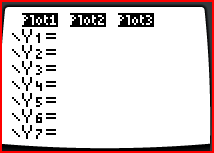 Plot1 Plot2 Plot3
\Y1=
\Y2=
\Y3=
\Y4=
\Y5=
\Y6=
\Y7=